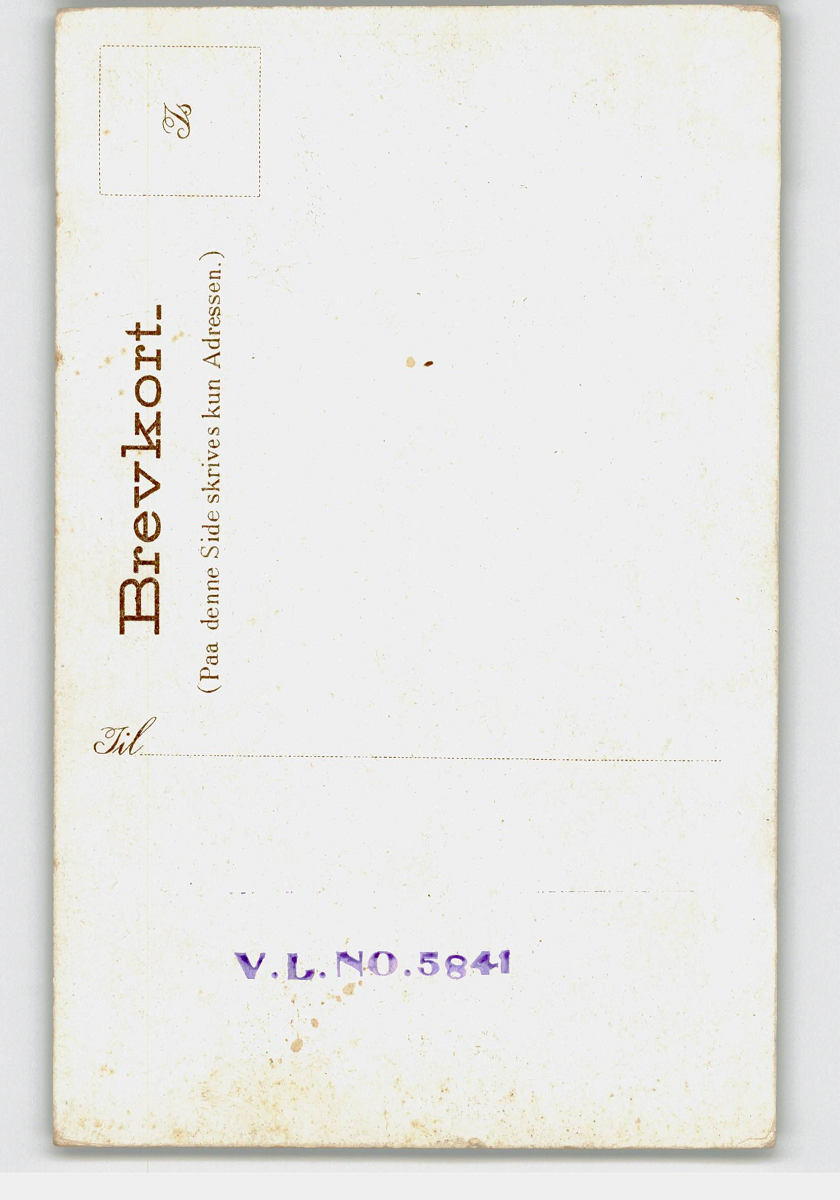 Brevkort.
(Paa denne Side skrives kun Adressen.)
Til
V.L.NO.5841